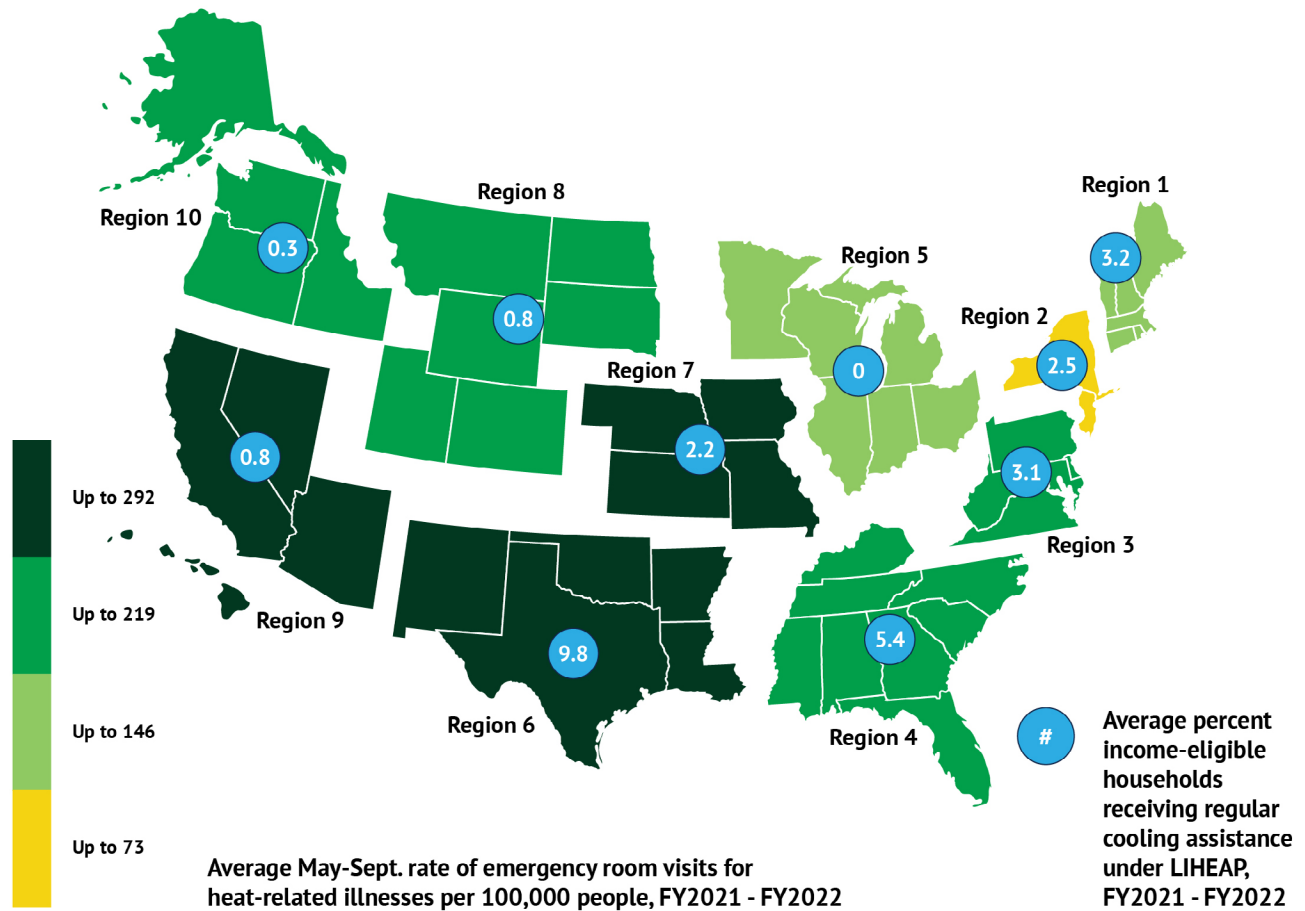 Region 1
Region 8
Region 10
3.2
0.3
Region 5
Region 2
0.8
2.5
Region 7
0
2.2
0.8
3.1
Up to 292
Region 3
Up to 219
Region 9
5.4
9.8
Region 6
Region 4
Up to 146
Up to 73
#
Average percent
income-eligible
households
receiving regular
cooling assistance
under LIHEAP,
FY2021 - FY2022
Average May-Sept. rate of emergency room visits for
heat-related illnesses per 100,000 people, FY2021 - FY2022